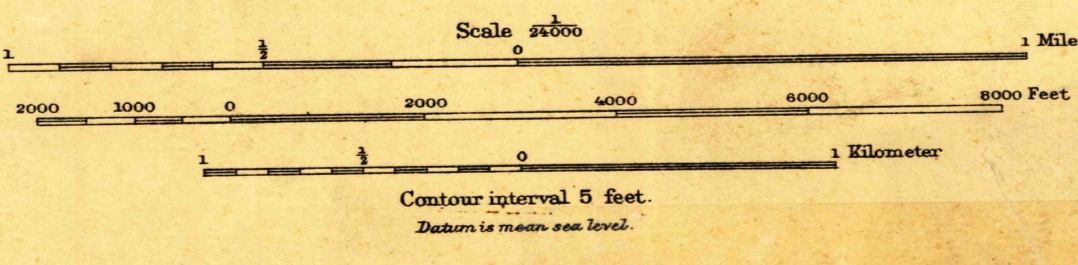 Scale 1/24000
1 1/2 0 1 Mile
2000 1000 0 2000 4000 6000 8000 Feet
1 1/2 0 1 Kilometer
Contour interval 5 feet.
Datum is mean sea level.